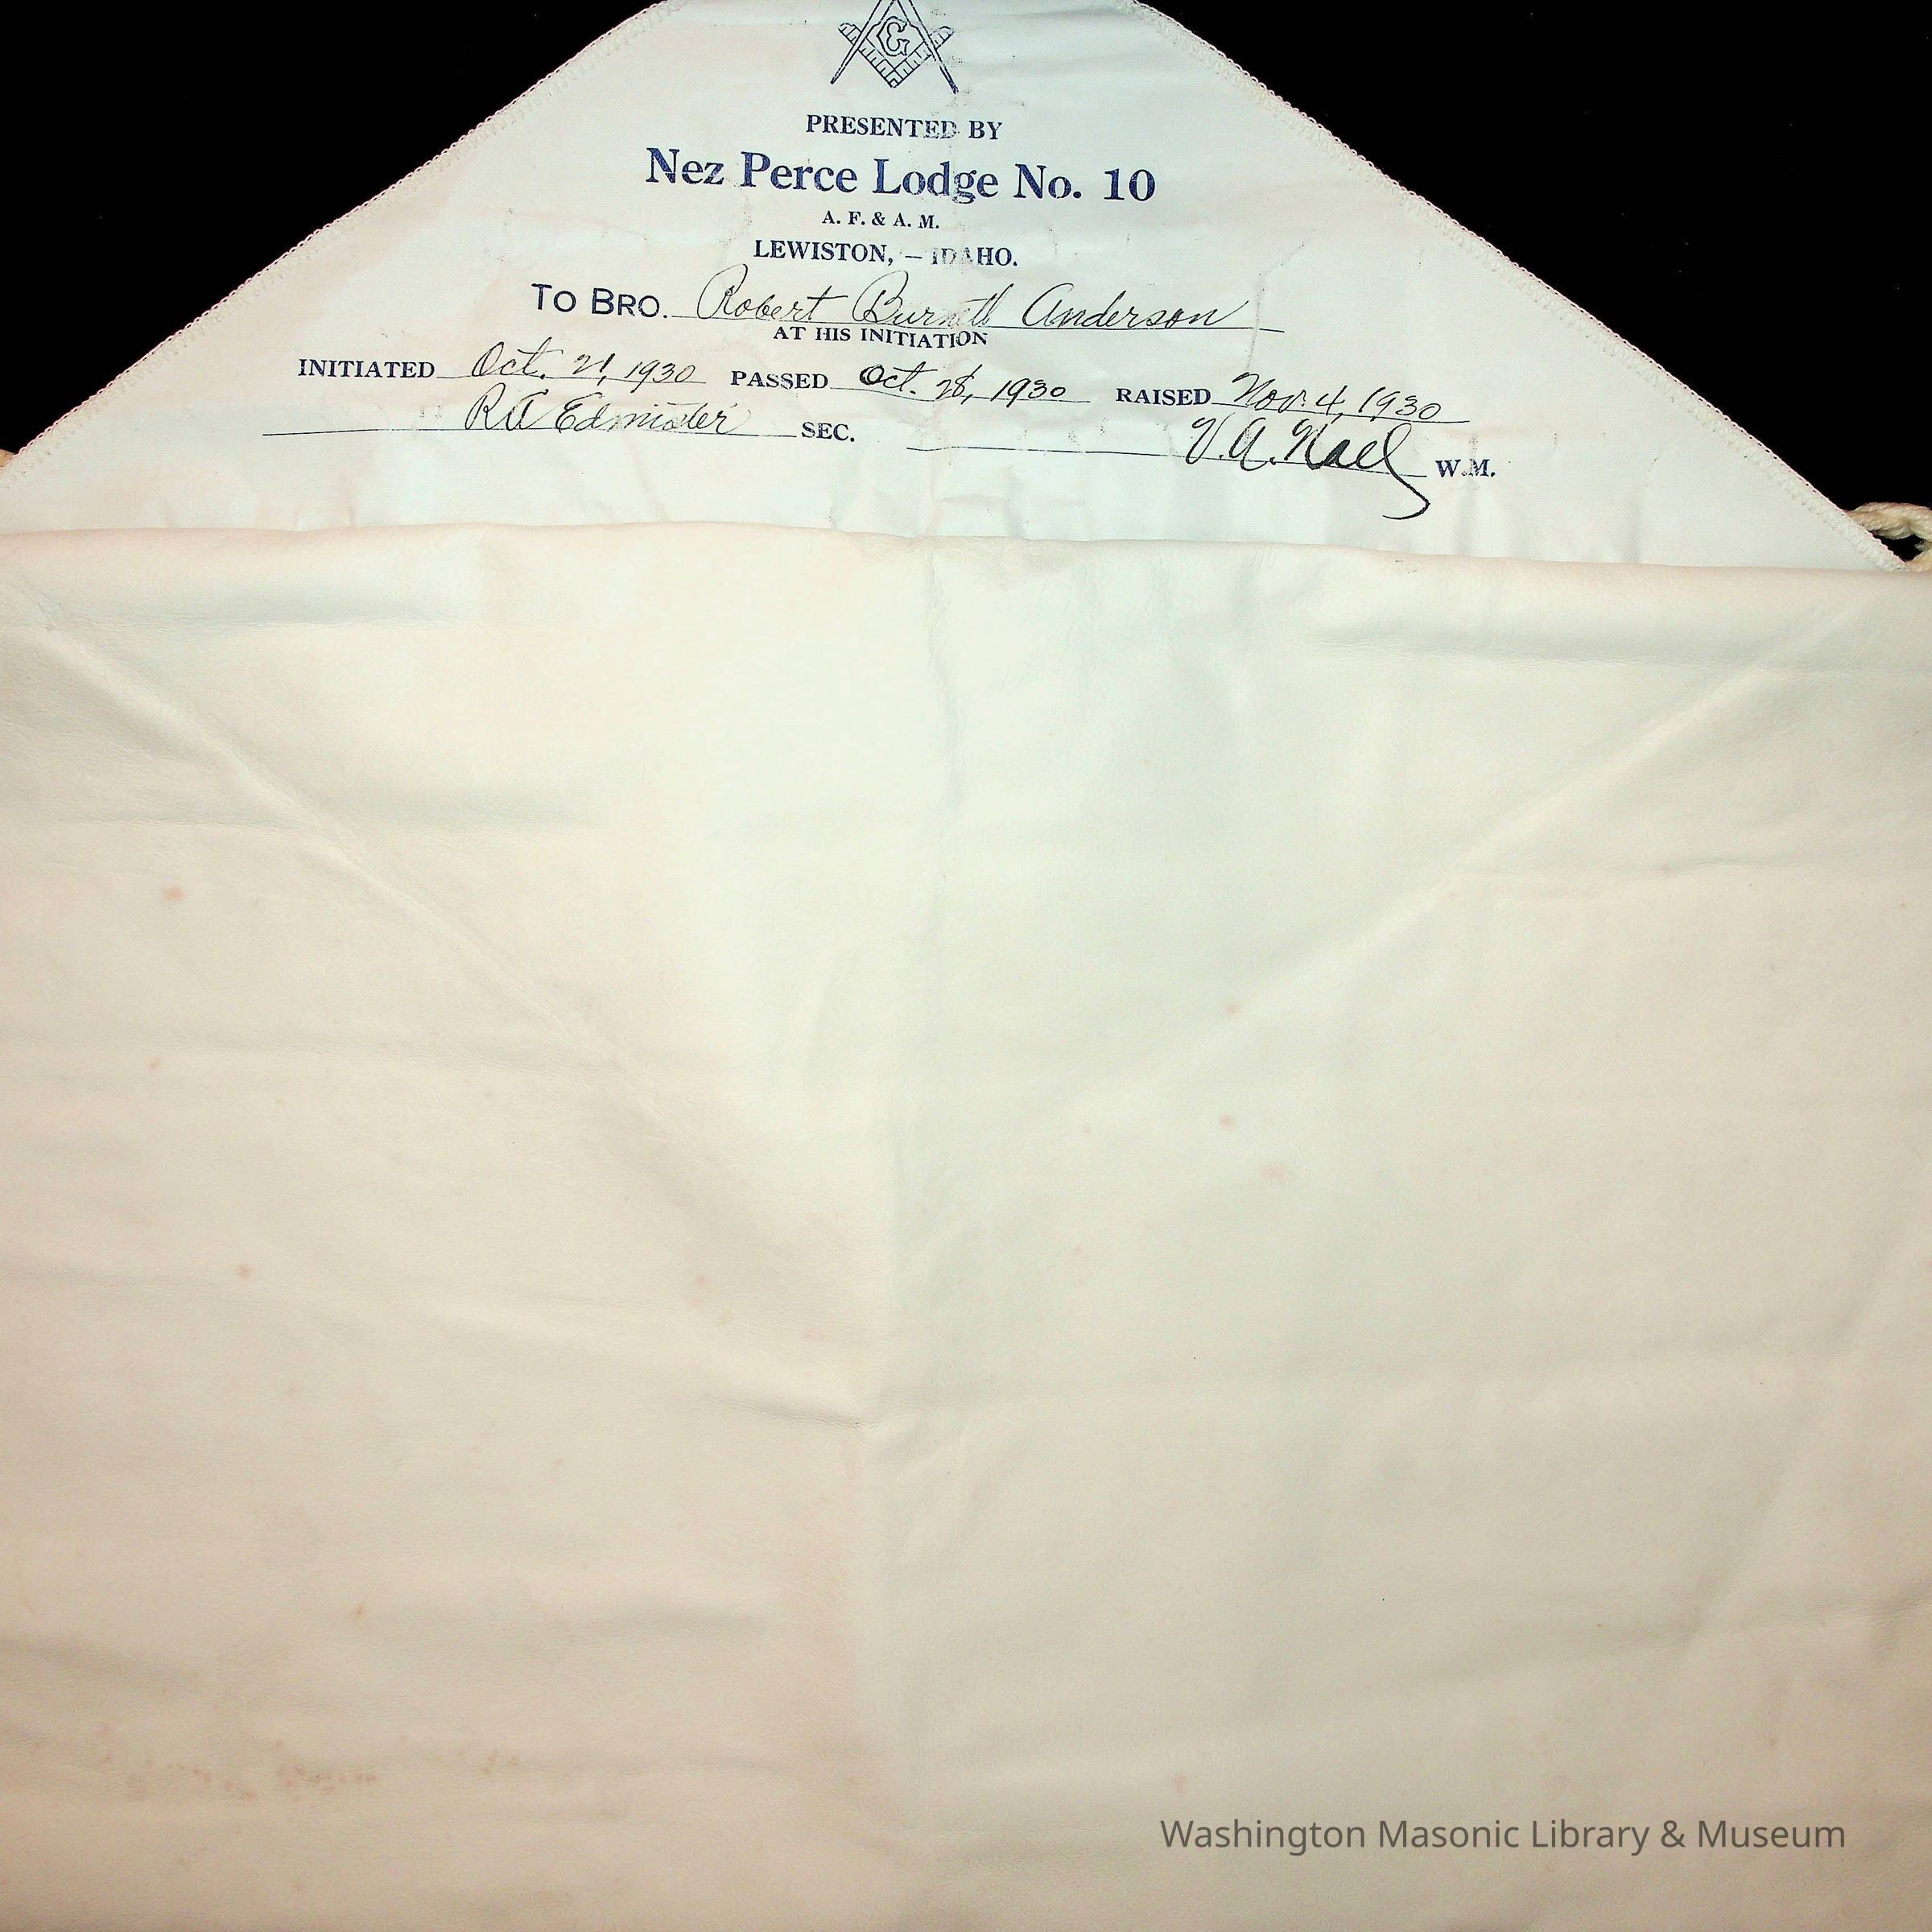 G
PRESENTED BY
Nez Perce Lodge No. 10
A. F. & A. M.
LEWISTON, – IDAHO.
TO BRO. Robert Burnett Anderson
AT HIS INITIATION
INITIATED Oct. 21, 1930 PASSED Oct. 28, 1930 RAISED Nov. 4, 1930
R A Edmister SEC. V. A. W.M.
Washington Masonic Library & Museum